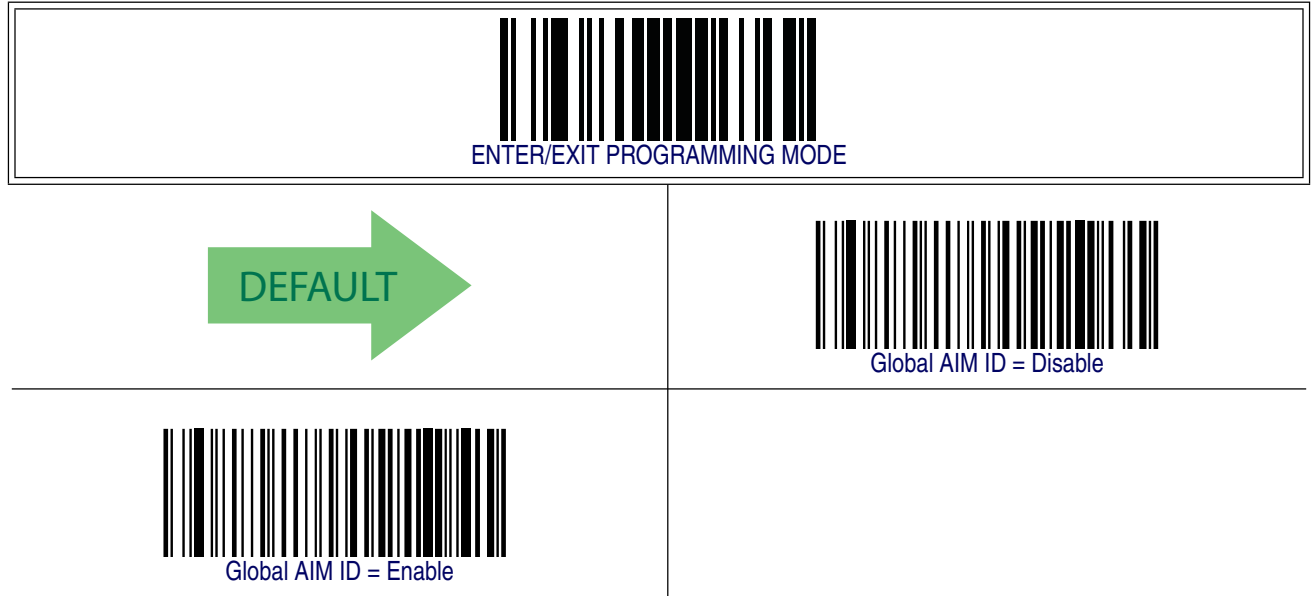 ENTER/EXIT PROGRAMMING MODE
DEFAULT
Global AIM ID = Disable
Global AIM ID = Enable